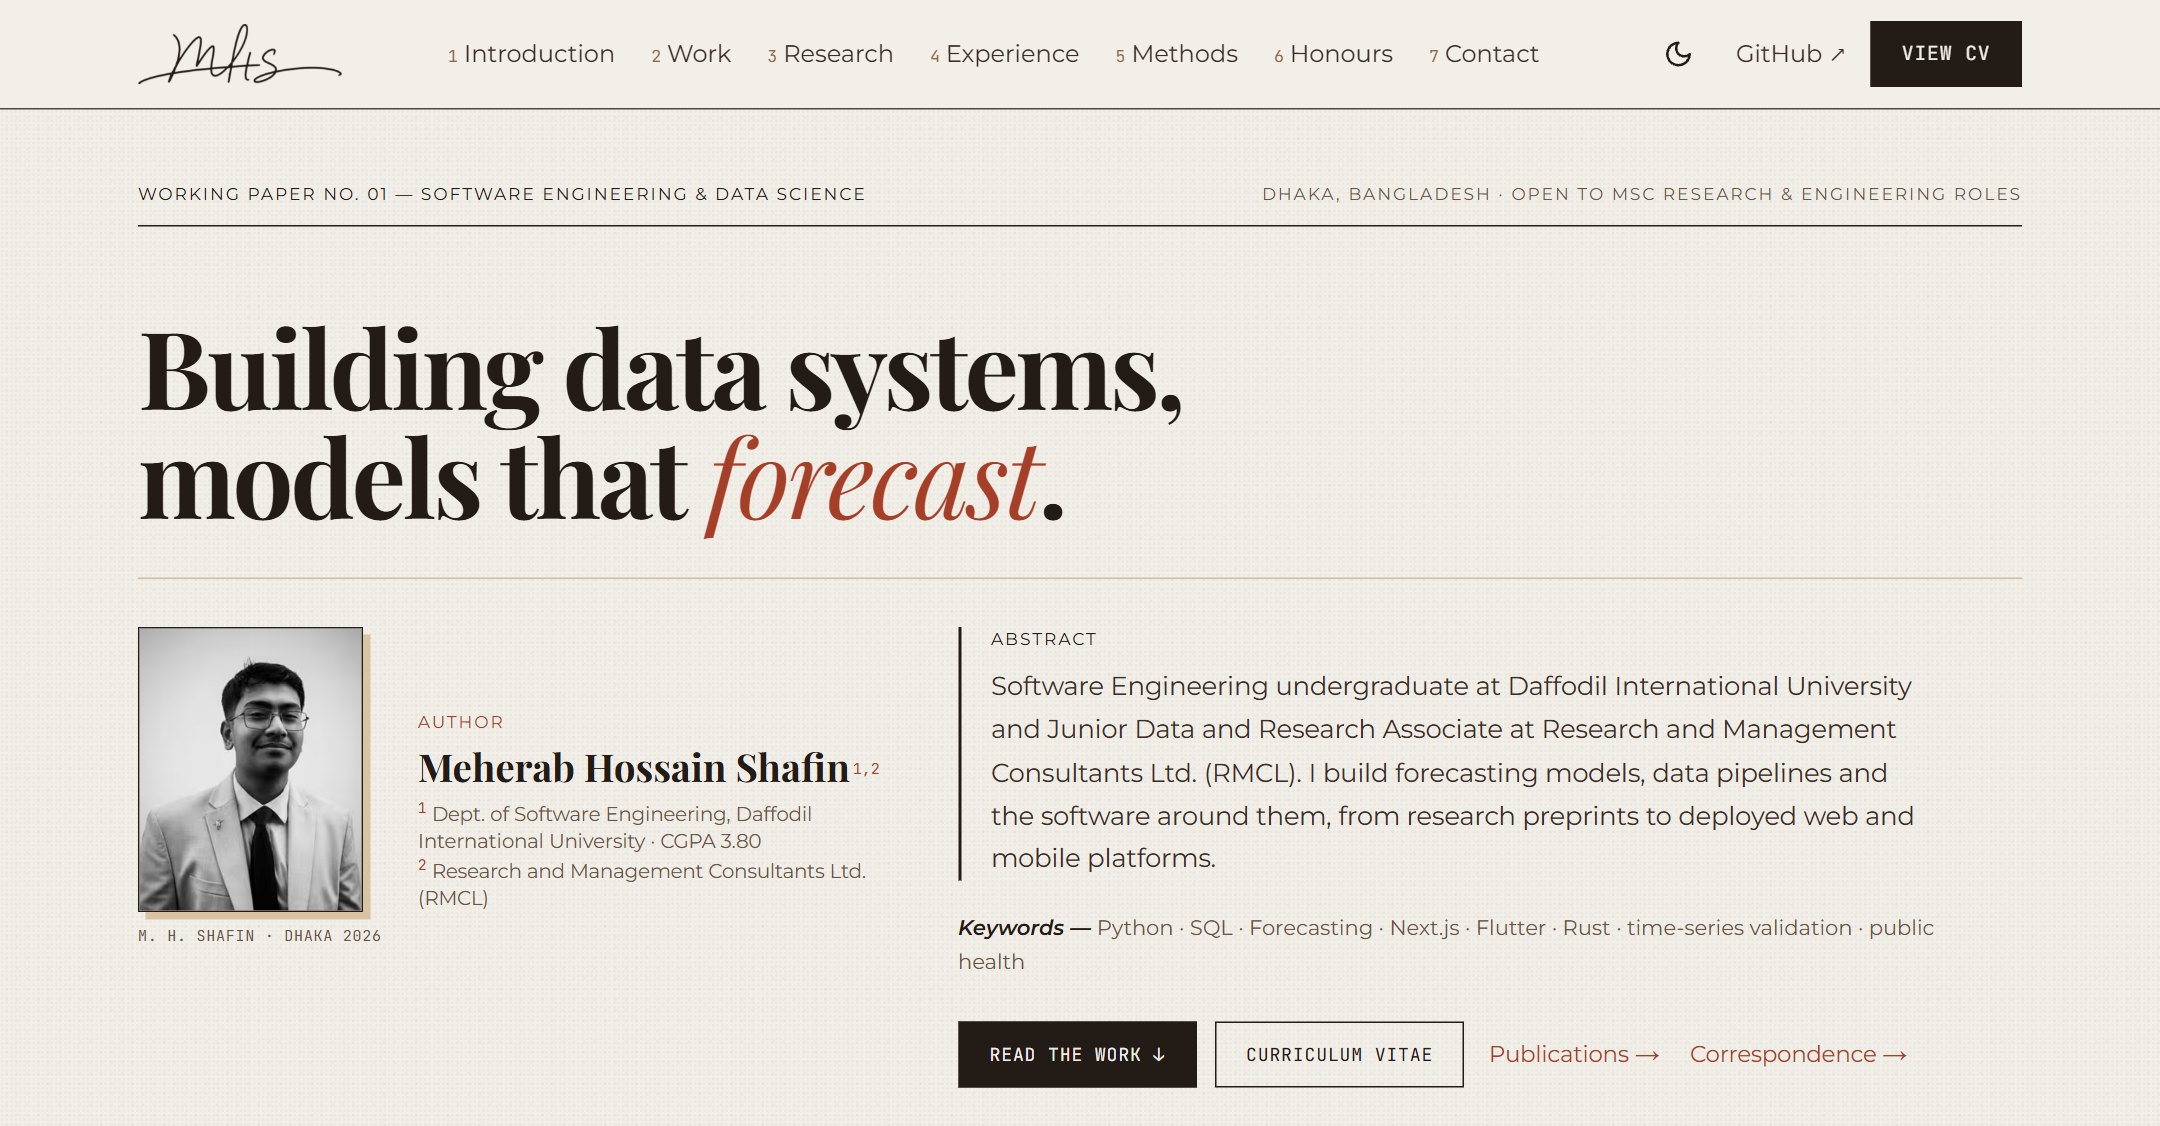 MHS
1 Introduction 2 Work 3 Research 4 Experience 5 Methods 6 Honours 7 Contact GitHub ↗ VIEW CV
WORKING PAPER NO. 01 — SOFTWARE ENGINEERING & DATA SCIENCE
DHAKA, BANGLADESH · OPEN TO MSC RESEARCH & ENGINEERING ROLES
Building data systems,
models that forecast.
M. H. SHAFIN · DHAKA 2026
AUTHOR
Meherab Hossain Shafin 1,2
1 Dept. of Software Engineering, Daffodil
International University · CGPA 3.80
2 Research and Management Consultants Ltd.
(RMCL)
ABSTRACT
Software Engineering undergraduate at Daffodil International University
and Junior Data and Research Associate at Research and Management
Consultants Ltd. (RMCL). I build forecasting models, data pipelines and
the software around them, from research preprints to deployed web and
mobile platforms.
Keywords — Python · SQL · Forecasting · Next.js · Flutter · Rust · time-series validation · public
health
READ THE WORK ↓ CURRICULUM VITAE Publications → Correspondence →